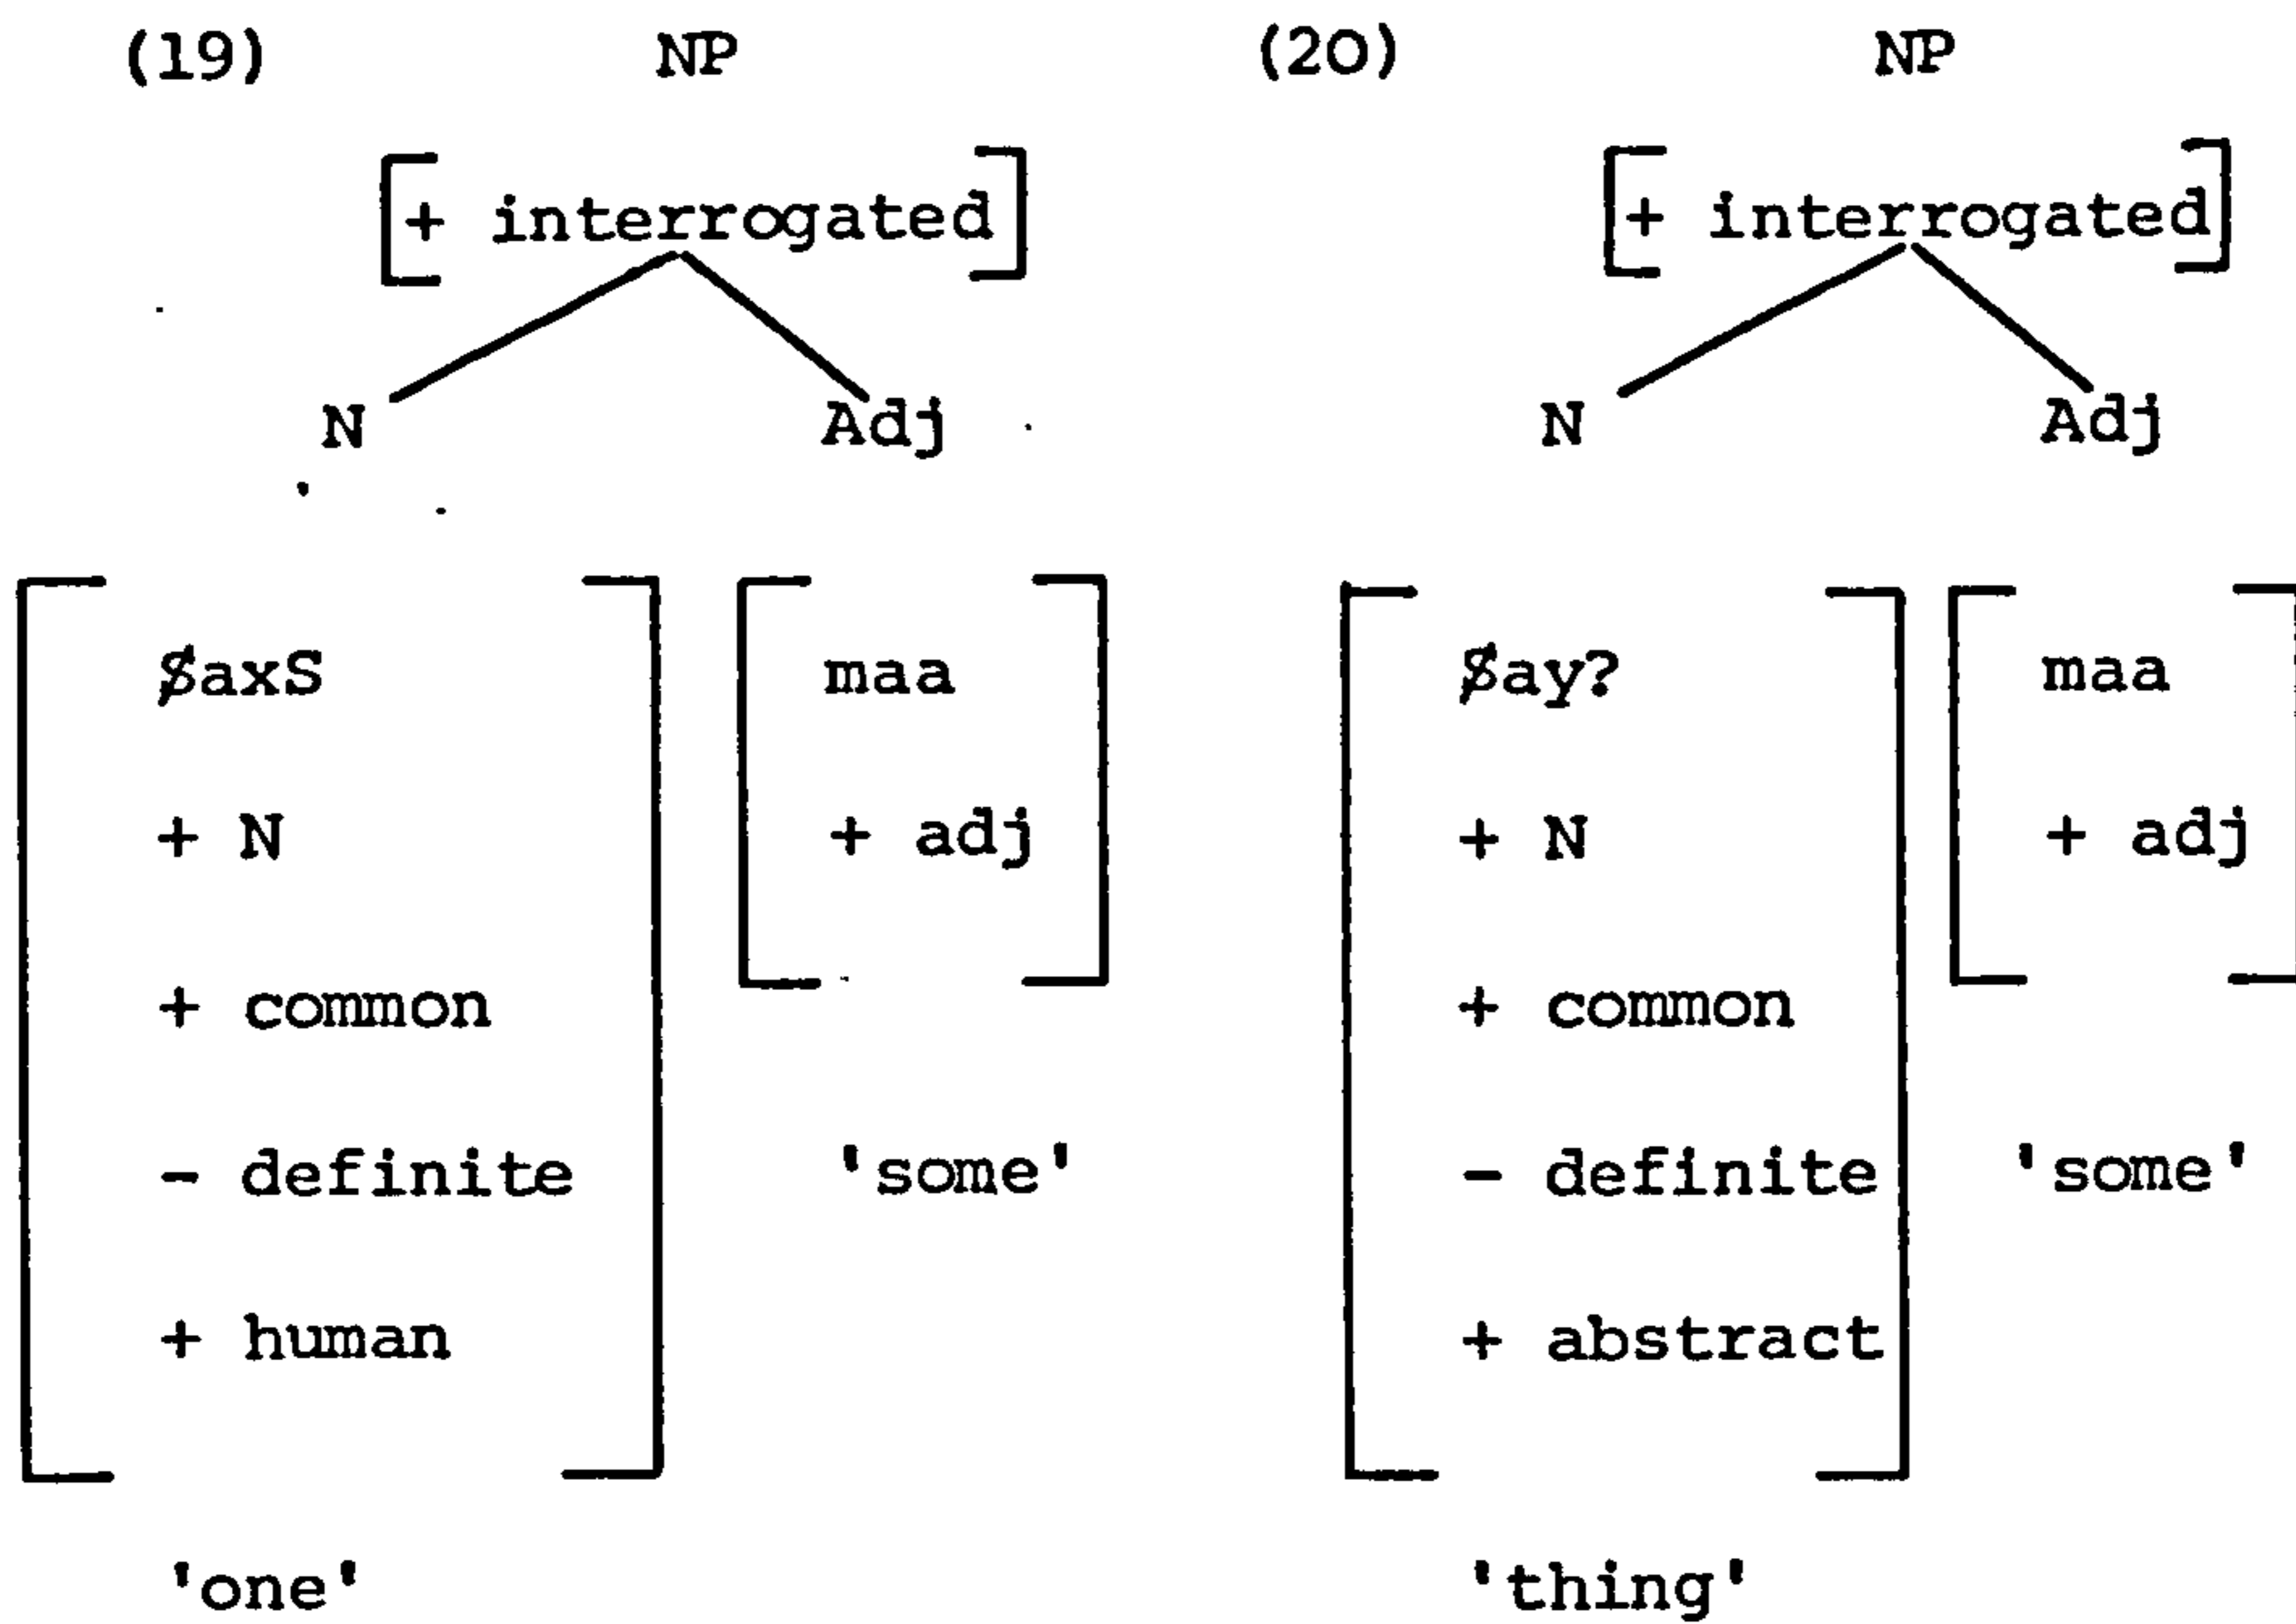 (19) NP (20) NP
[+ interrogated] [+ interrogated]
N Adj N Adj
$axS maa $ay? maa
+ N + adj + N + adj
+ common + common
- definite 'some' - definite 'some'
+ human + abstract
'one' 'thing'